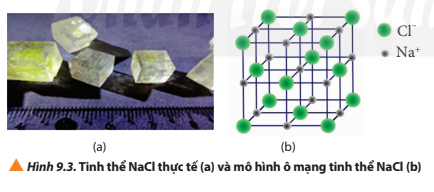 Cl⁻
Na⁺
(a)
(b)
Hình 9.3. Tinh thể NaCl thực tế (a) và mô hình ô mạng tinh thể NaCl (b)